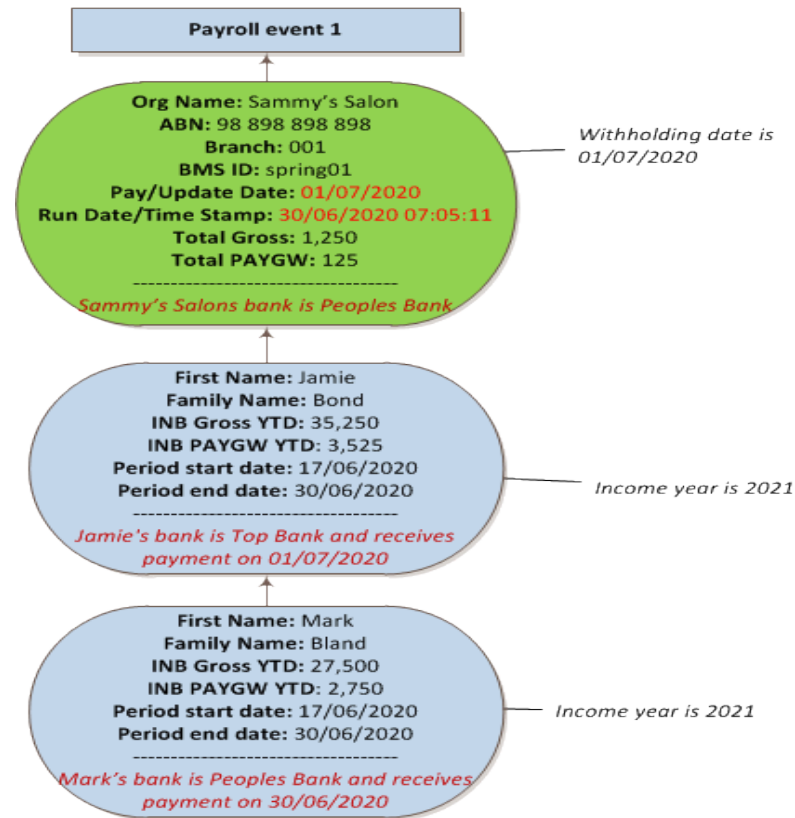 Payroll event 1
Org Name: Sammy’s Salon
ABN: 98 898 898 898
Branch: 001
BMS ID: spring01
Pay/Update Date: 01/07/2020
Run Date/Time Stamp: 30/06/2020 07:05:11
Total Gross: 1,250
Total PAYGW: 125
-----------------------------------
Sammy’s Salons bank is Peoples Bank
Withholding date is
01/07/2020
First Name: Jamie
Family Name: Bond
INB Gross YTD: 35,250
INB PAYGW YTD: 3,525
Period start date: 17/06/2020
Period end date: 30/06/2020
-----------------------------------
Jamie's bank is Top Bank and receives
payment on 01/07/2020
Income year is 2021
First Name: Mark
Family Name: Bland
INB Gross YTD: 27,500
INB PAYGW YTD: 2,750
Period start date: 17/06/2020
Period end date: 30/06/2020
-----------------------------------
Mark’s bank is Peoples Bank and receives
payment on 30/06/2020
Income year is 2021